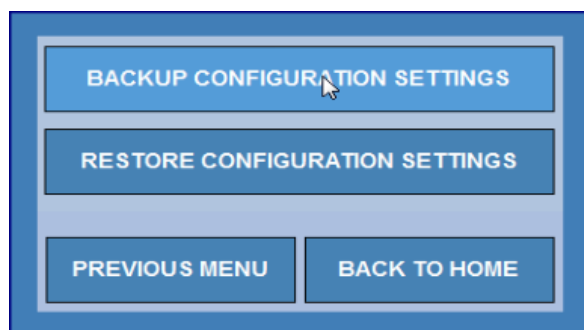 BACKUP CONFIGURATION SETTINGS
RESTORE CONFIGURATION SETTINGS
PREVIOUS MENU
BACK TO HOME